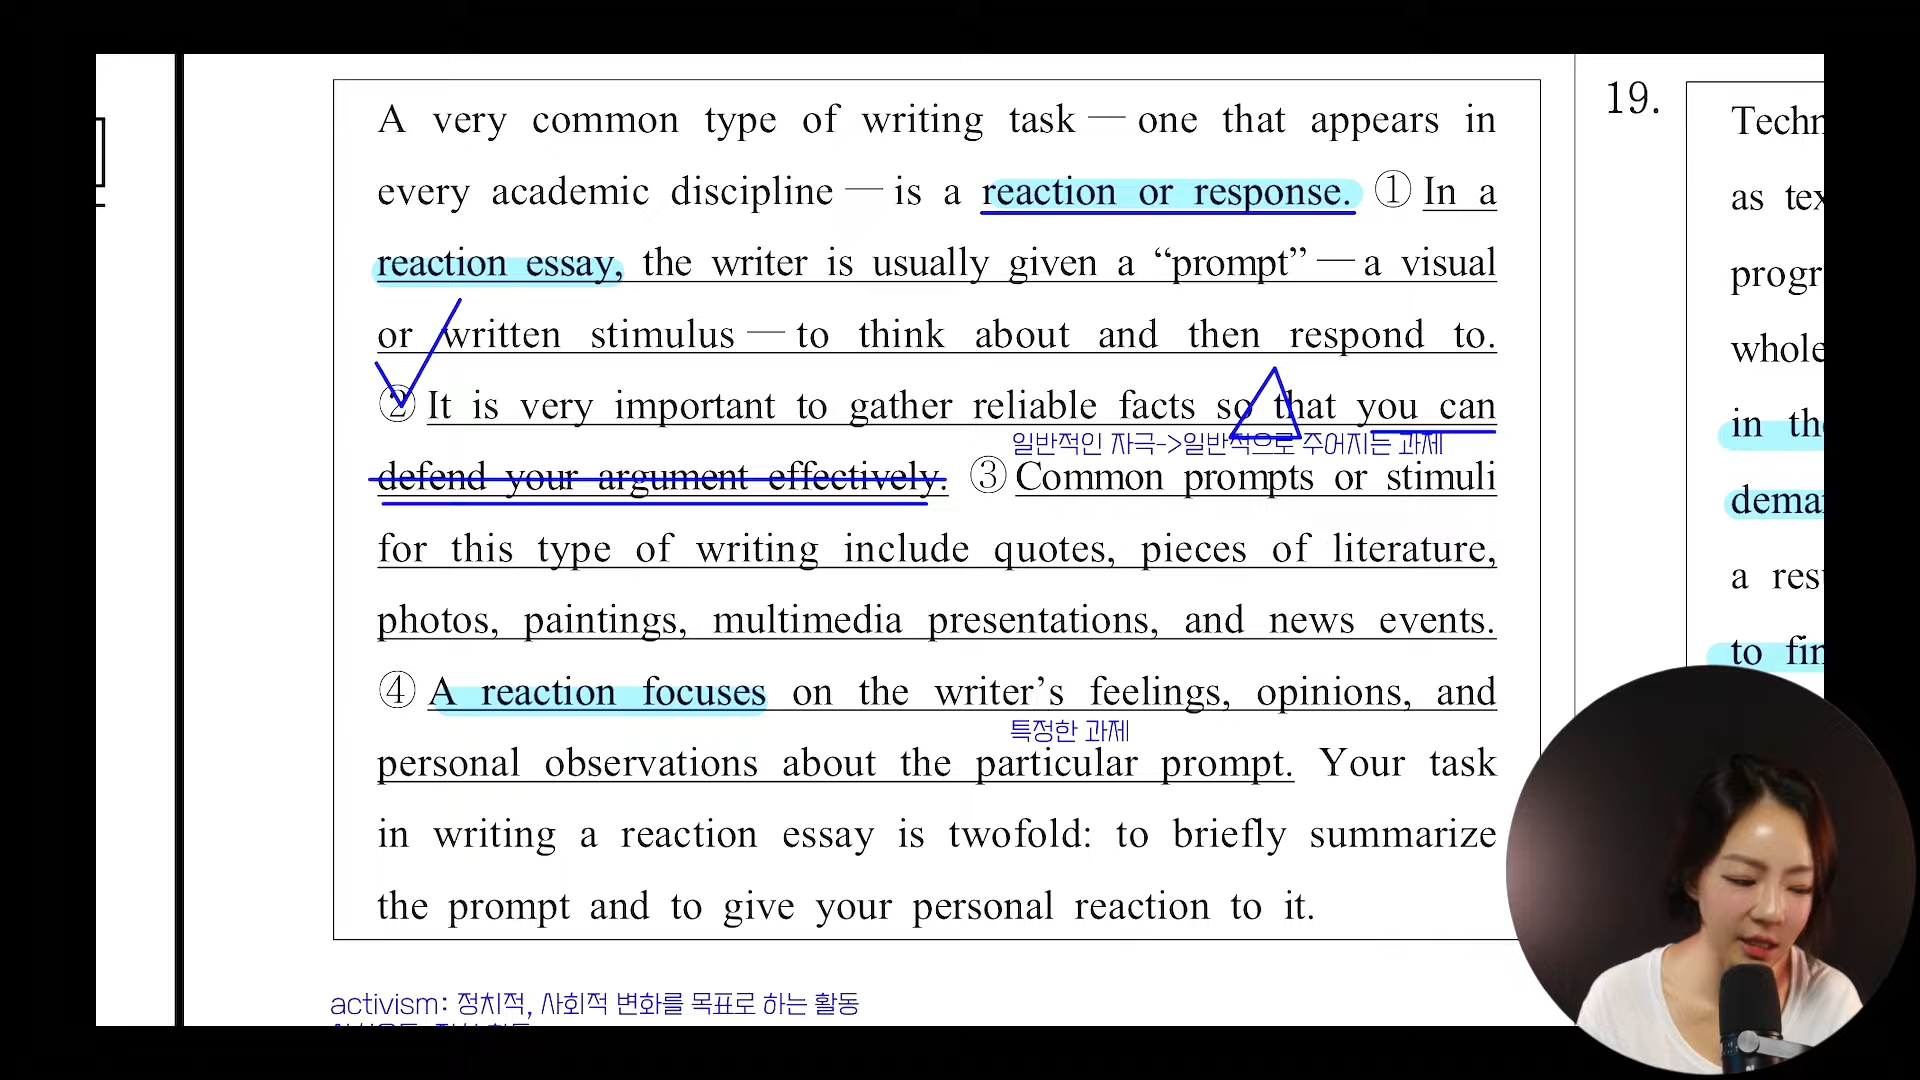 A very common type of writing task — one that appears in
every academic discipline — is a reaction or response. ① In a
reaction essay, the writer is usually given a “prompt” — a visual
or written stimulus — to think about and then respond to.
② It is very important to gather reliable facts so that you can
일반적인 자극->일반적으로 주어지는 과제
defend your argument effectively. ③ Common prompts or stimuli
for this type of writing include quotes, pieces of literature,
photos, paintings, multimedia presentations, and news events.
④ A reaction focuses on the writer’s feelings, opinions, and
특정한 과제
personal observations about the particular prompt. Your task
in writing a reaction essay is twofold: to briefly summarize
the prompt and to give your personal reaction to it.
activism: 정치적, 사회적 변화를 목표로 하는 활동
19.
as
a
in
to